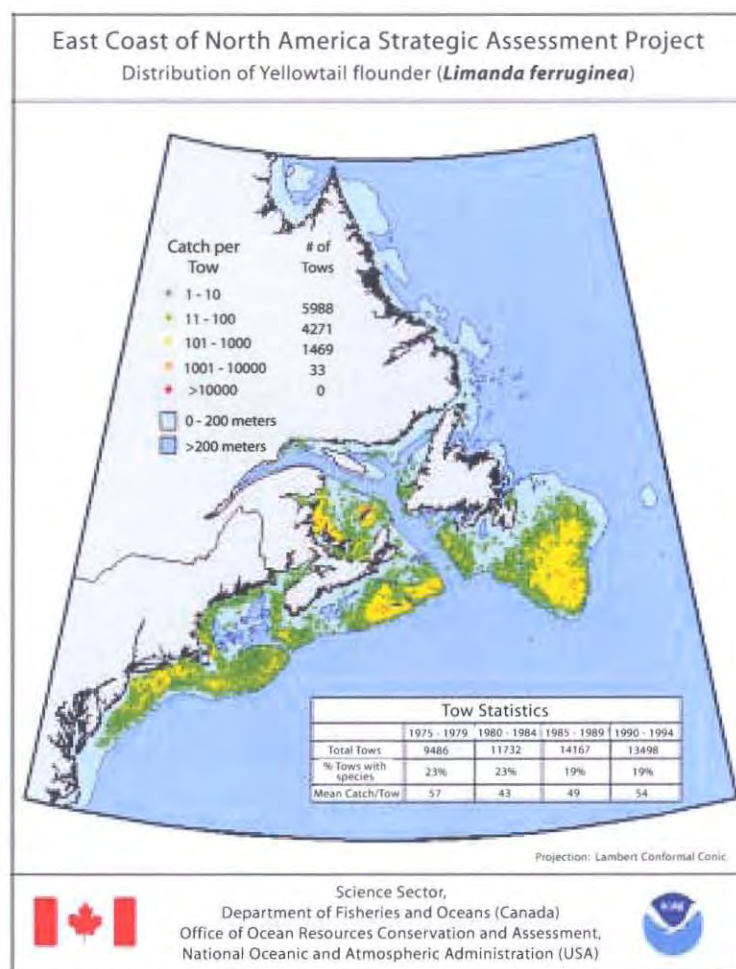 East Coast of North America Strategic Assessment Project
Distribution of Yellowtail flounder (Limanda ferruginea)
Catch per Tow # of Tows
1 - 10 5988
11 - 100 4271
101 - 1000 1469
1001 - 10000 33
>10000 0
0 - 200 meters
>200 meters
Tow Statistics
1975 - 1979 1980 - 1984 1985 - 1989 1990 - 1994
Total Tows 9486 11732 14167 13498
% Tows with species 23% 23% 19% 19%
Mean Catch/Tow 57 43 49 54
Projection: Lambert Conformal Conic
Science Sector,
Department of Fisheries and Oceans (Canada)
Office of Ocean Resources Conservation and Assessment,
National Oceanic and Atmospheric Administration (USA)